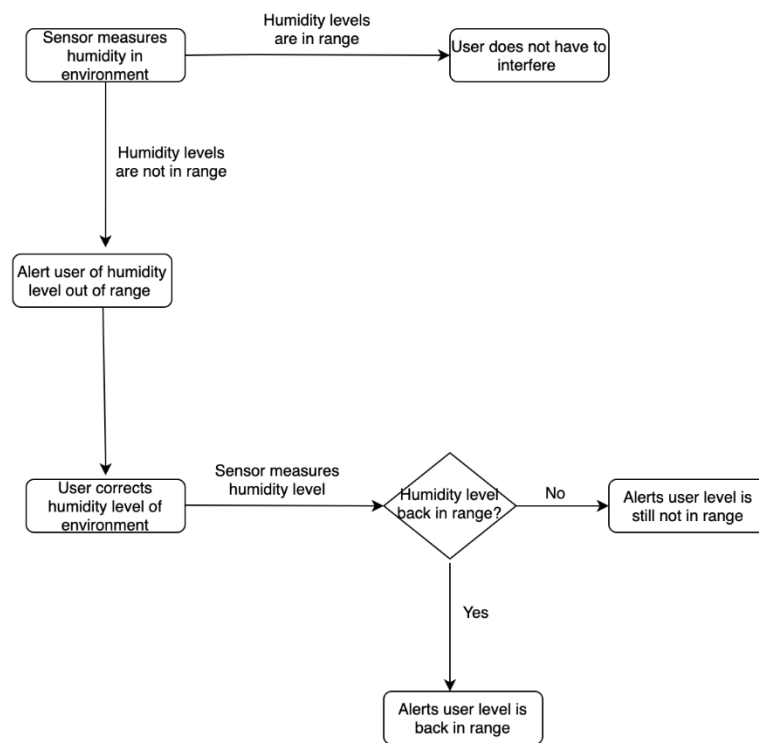 Humidity levels
are in range
Sensor measures
humidity in
environment
User does not have to
interfere
Humidity levels
are not in range
Alert user of humidity
level out of range
User corrects
humidity level of
environment
Sensor measures
humidity level
Humidity level
back in range?
No
Alerts user level is
still not in range
Yes
Alerts user level is
back in range